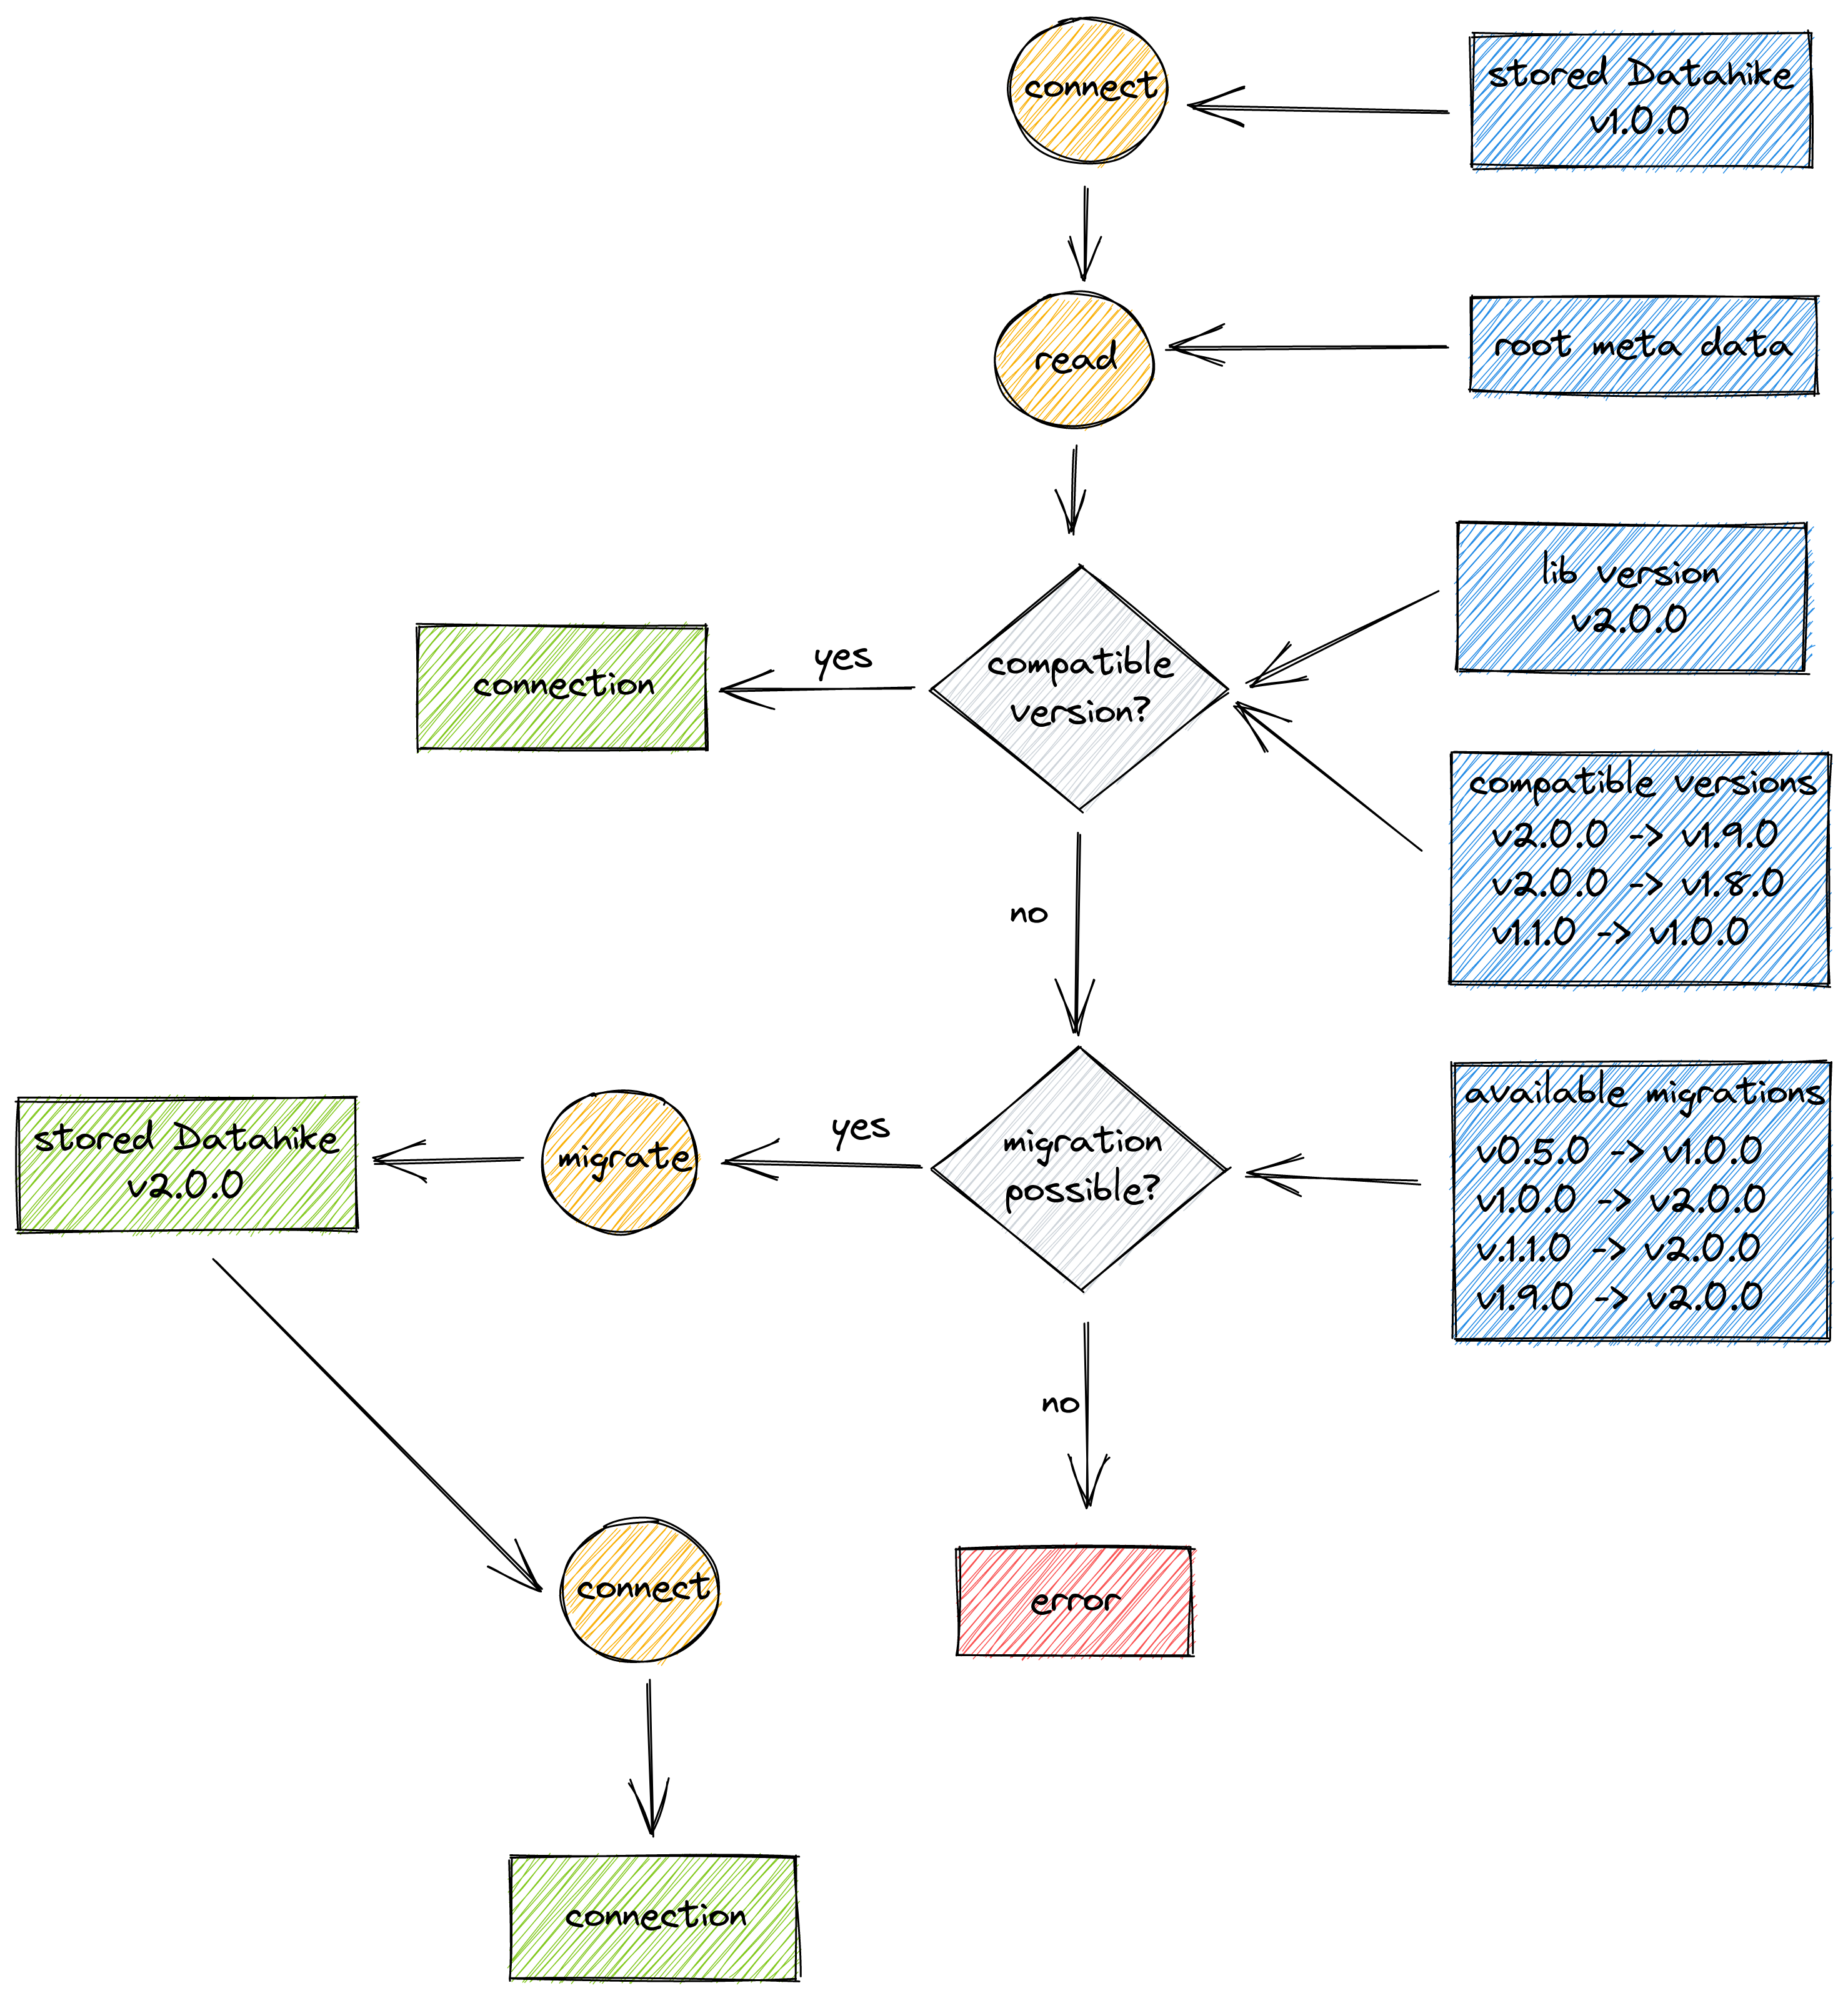 connect
stored Datahike
v1.0.0
read
root meta data
lib version
v2.0.0
connection
yes
compatible
version?
compatible versions
v2.0.0 -> v1.9.0
v2.0.0 -> v1.8.0
v1.1.0 -> v1.0.0
no
stored Datahike
v2.0.0
migrate
yes
migration
possible?
available migrations
v0.5.0 -> v1.0.0
v1.0.0 -> v2.0.0
v.1.1.0 -> v2.0.0
v1.9.0 -> v2.0.0
no
connect
error
connection